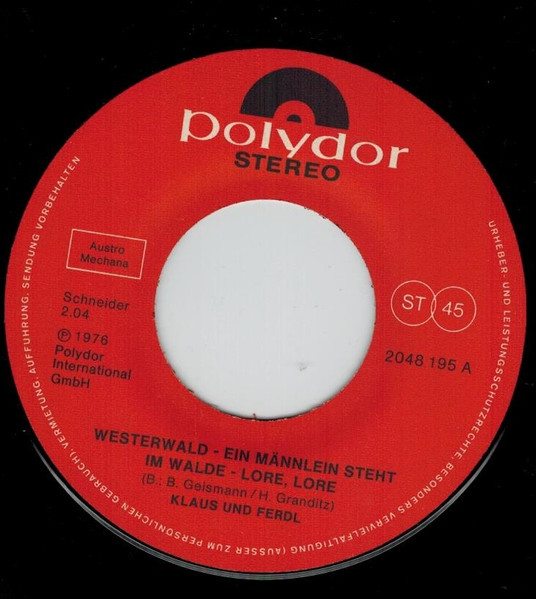 polydor
STEREO
Austro
Mechana
Schneider
2.04
Ⓟ 1976
Polydor
International
GmbH
ST 45
2048 195 A
WESTERWALD - EIN MÄNNLEIN STEHT
IM WALDE - LORE, LORE
(B.: B. Geismann / H. Granditz)
KLAUS UND FERDL
URHEBER- UND LEISTUNGSSCHUTZRECHTE, BESONDERS VERVIELFÄLTIGUNG (AUSSER ZUM PERSÖNLICHEN GEBRAUCH), VERMIETUNG, AUFFÜHRUNG, SENDUNG VORBEHALTEN